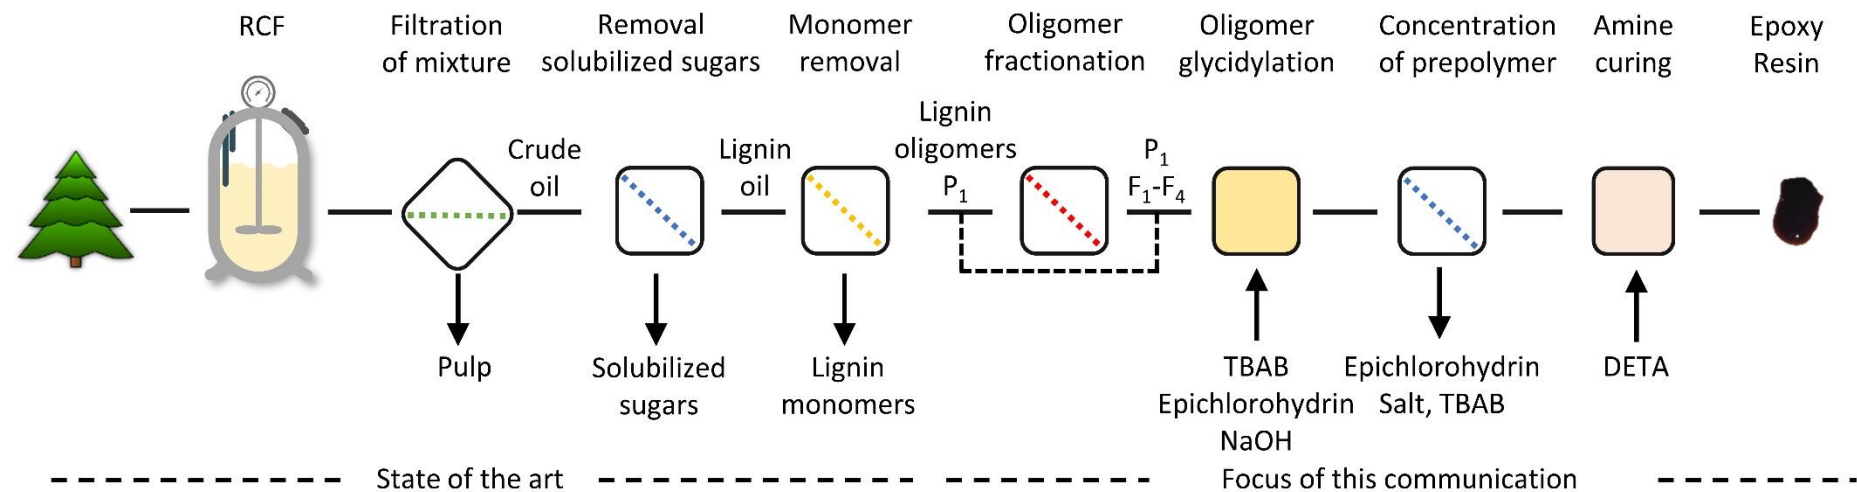 RCF
Filtration
of mixture
Removal
solubilized sugars
Monomer
removal
Oligomer
fractionation
Oligomer
glycidylation
Concentration
of prepolymer
Amine
curing
Epoxy
Resin
Crude
oil
Lignin
oil
Lignin
oligomers
P₁
P₁
F₁-F₄
Pulp
Solubilized
sugars
Lignin
monomers
TBAB
Epichlorohydrin
NaOH
Epichlorohydrin
Salt, TBAB
DETA
State of the art
Focus of this communication